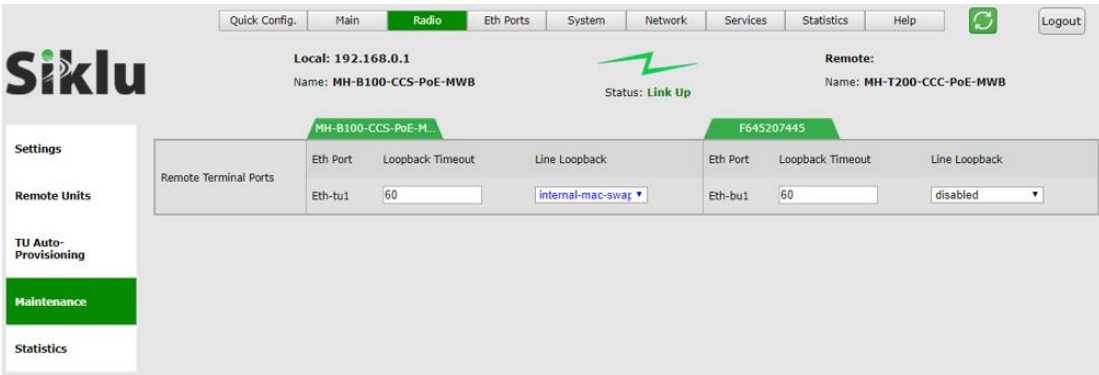 Quick Config. Main Radio Eth Ports System Network Services Statistics Help Logout
Siklu
Local: 192.168.0.1
Name: MH-B100-CCS-PoE-MWB
Status: Link Up
Remote:
Name: MH-T200-CCC-PoE-MWB
Settings
Remote Units
TU Auto-
Provisioning
Maintenance
Statistics
MH-B100-CCS-PoE-M... F645207445
Remote Terminal Ports
Eth Port Loopback Timeout Line Loopback Eth Port Loopback Timeout Line Loopback
Eth-tu1 60 internal-mac-swap Eth-bu1 60 disabled